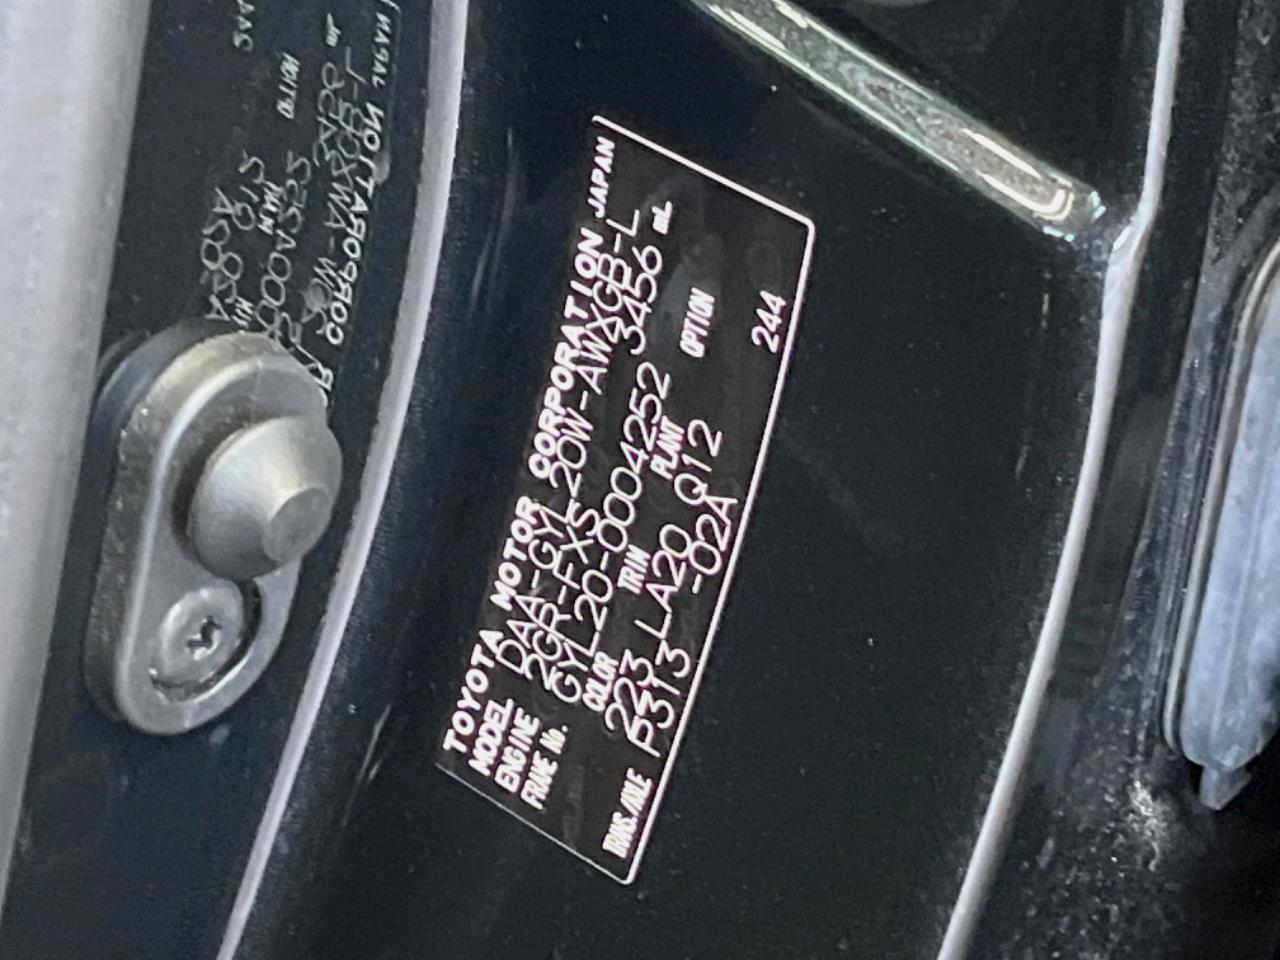 TOYOTA MOTOR CORPORATION JAPAN
MODEL DAA-GYL20W-AWXGB-L
ENGINE 2GR-FXS 3456 mL
FRAME No. GYL20-0004252
COLOR TRIM PLANT OPTION
223 LA20 Q12
TRANS./AXLE P313 -02A 244